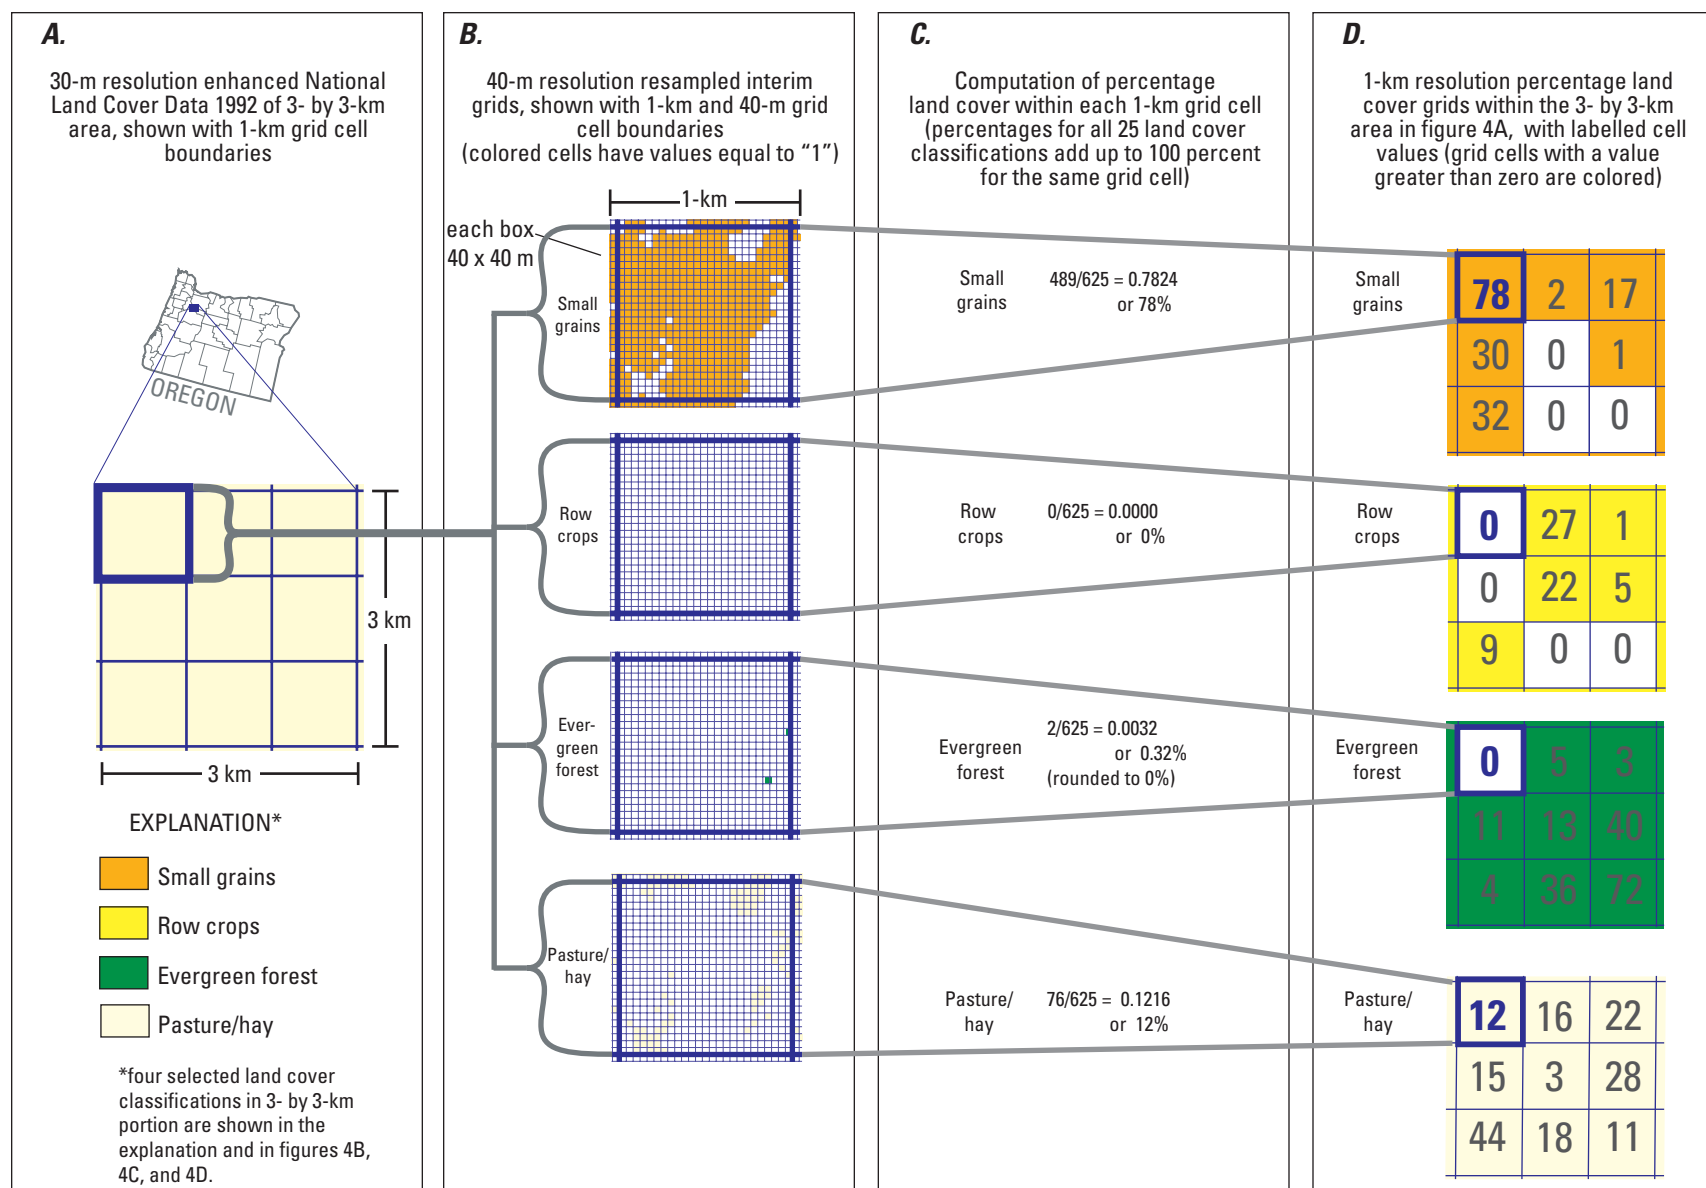 A.
30-m resolution enhanced National
Land Cover Data 1992 of 3- by 3-km
area, shown with 1-km grid cell
boundaries
OREGON
3 km
3 km
EXPLANATION*
Small grains
Row crops
Evergreen forest
Pasture/hay
*four selected land cover
classifications in 3- by 3-km
portion are shown in the
explanation and in figures 4B,
4C, and 4D.
B.
40-m resolution resampled interim
grids, shown with 1-km and 40-m grid
cell boundaries
(colored cells have values equal to “1”)
1-km
each box
40 x 40 m
Small
grains
Row
crops
Ever-
green
forest
Pasture/
hay
C.
Computation of percentage
land cover within each 1-km grid cell
(percentages for all 25 land cover
classifications add up to 100 percent
for the same grid cell)
Small
grains
489/625 = 0.7824
or 78%
Row
crops
0/625 = 0.0000
or 0%
Evergreen
forest
2/625 = 0.0032
or 0.32%
(rounded to 0%)
Pasture/
hay
76/625 = 0.1216
or 12%
D.
1-km resolution percentage land
cover grids within the 3- by 3-km
area in figure 4A, with labelled cell
values (grid cells with a value
greater than zero are colored)
Small
grains
78 2 17
30 0 1
32 0 0
Row
crops
0 27 1
0 22 5
9 0 0
Evergreen
forest
0 5 3
11 13 40
4 36 72
Pasture/
hay
12 16 22
15 3 28
44 18 11